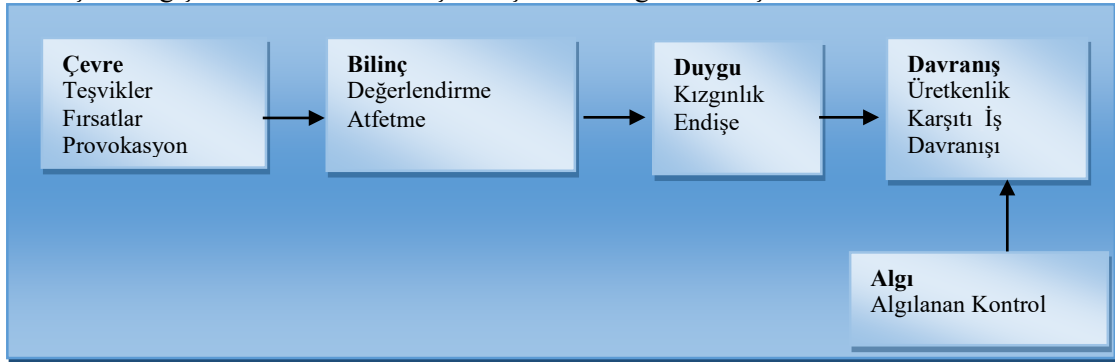 Çevre
Teşvikler
Fırsatlar
Provokasyon
Bilinç
Değerlendirme
Atfetme
Duygu
Kızgınlık
Endişe
Davranış
Üretkenlik
Karşıtı İş
Davranışı
Algı
Algılanan Kontrol